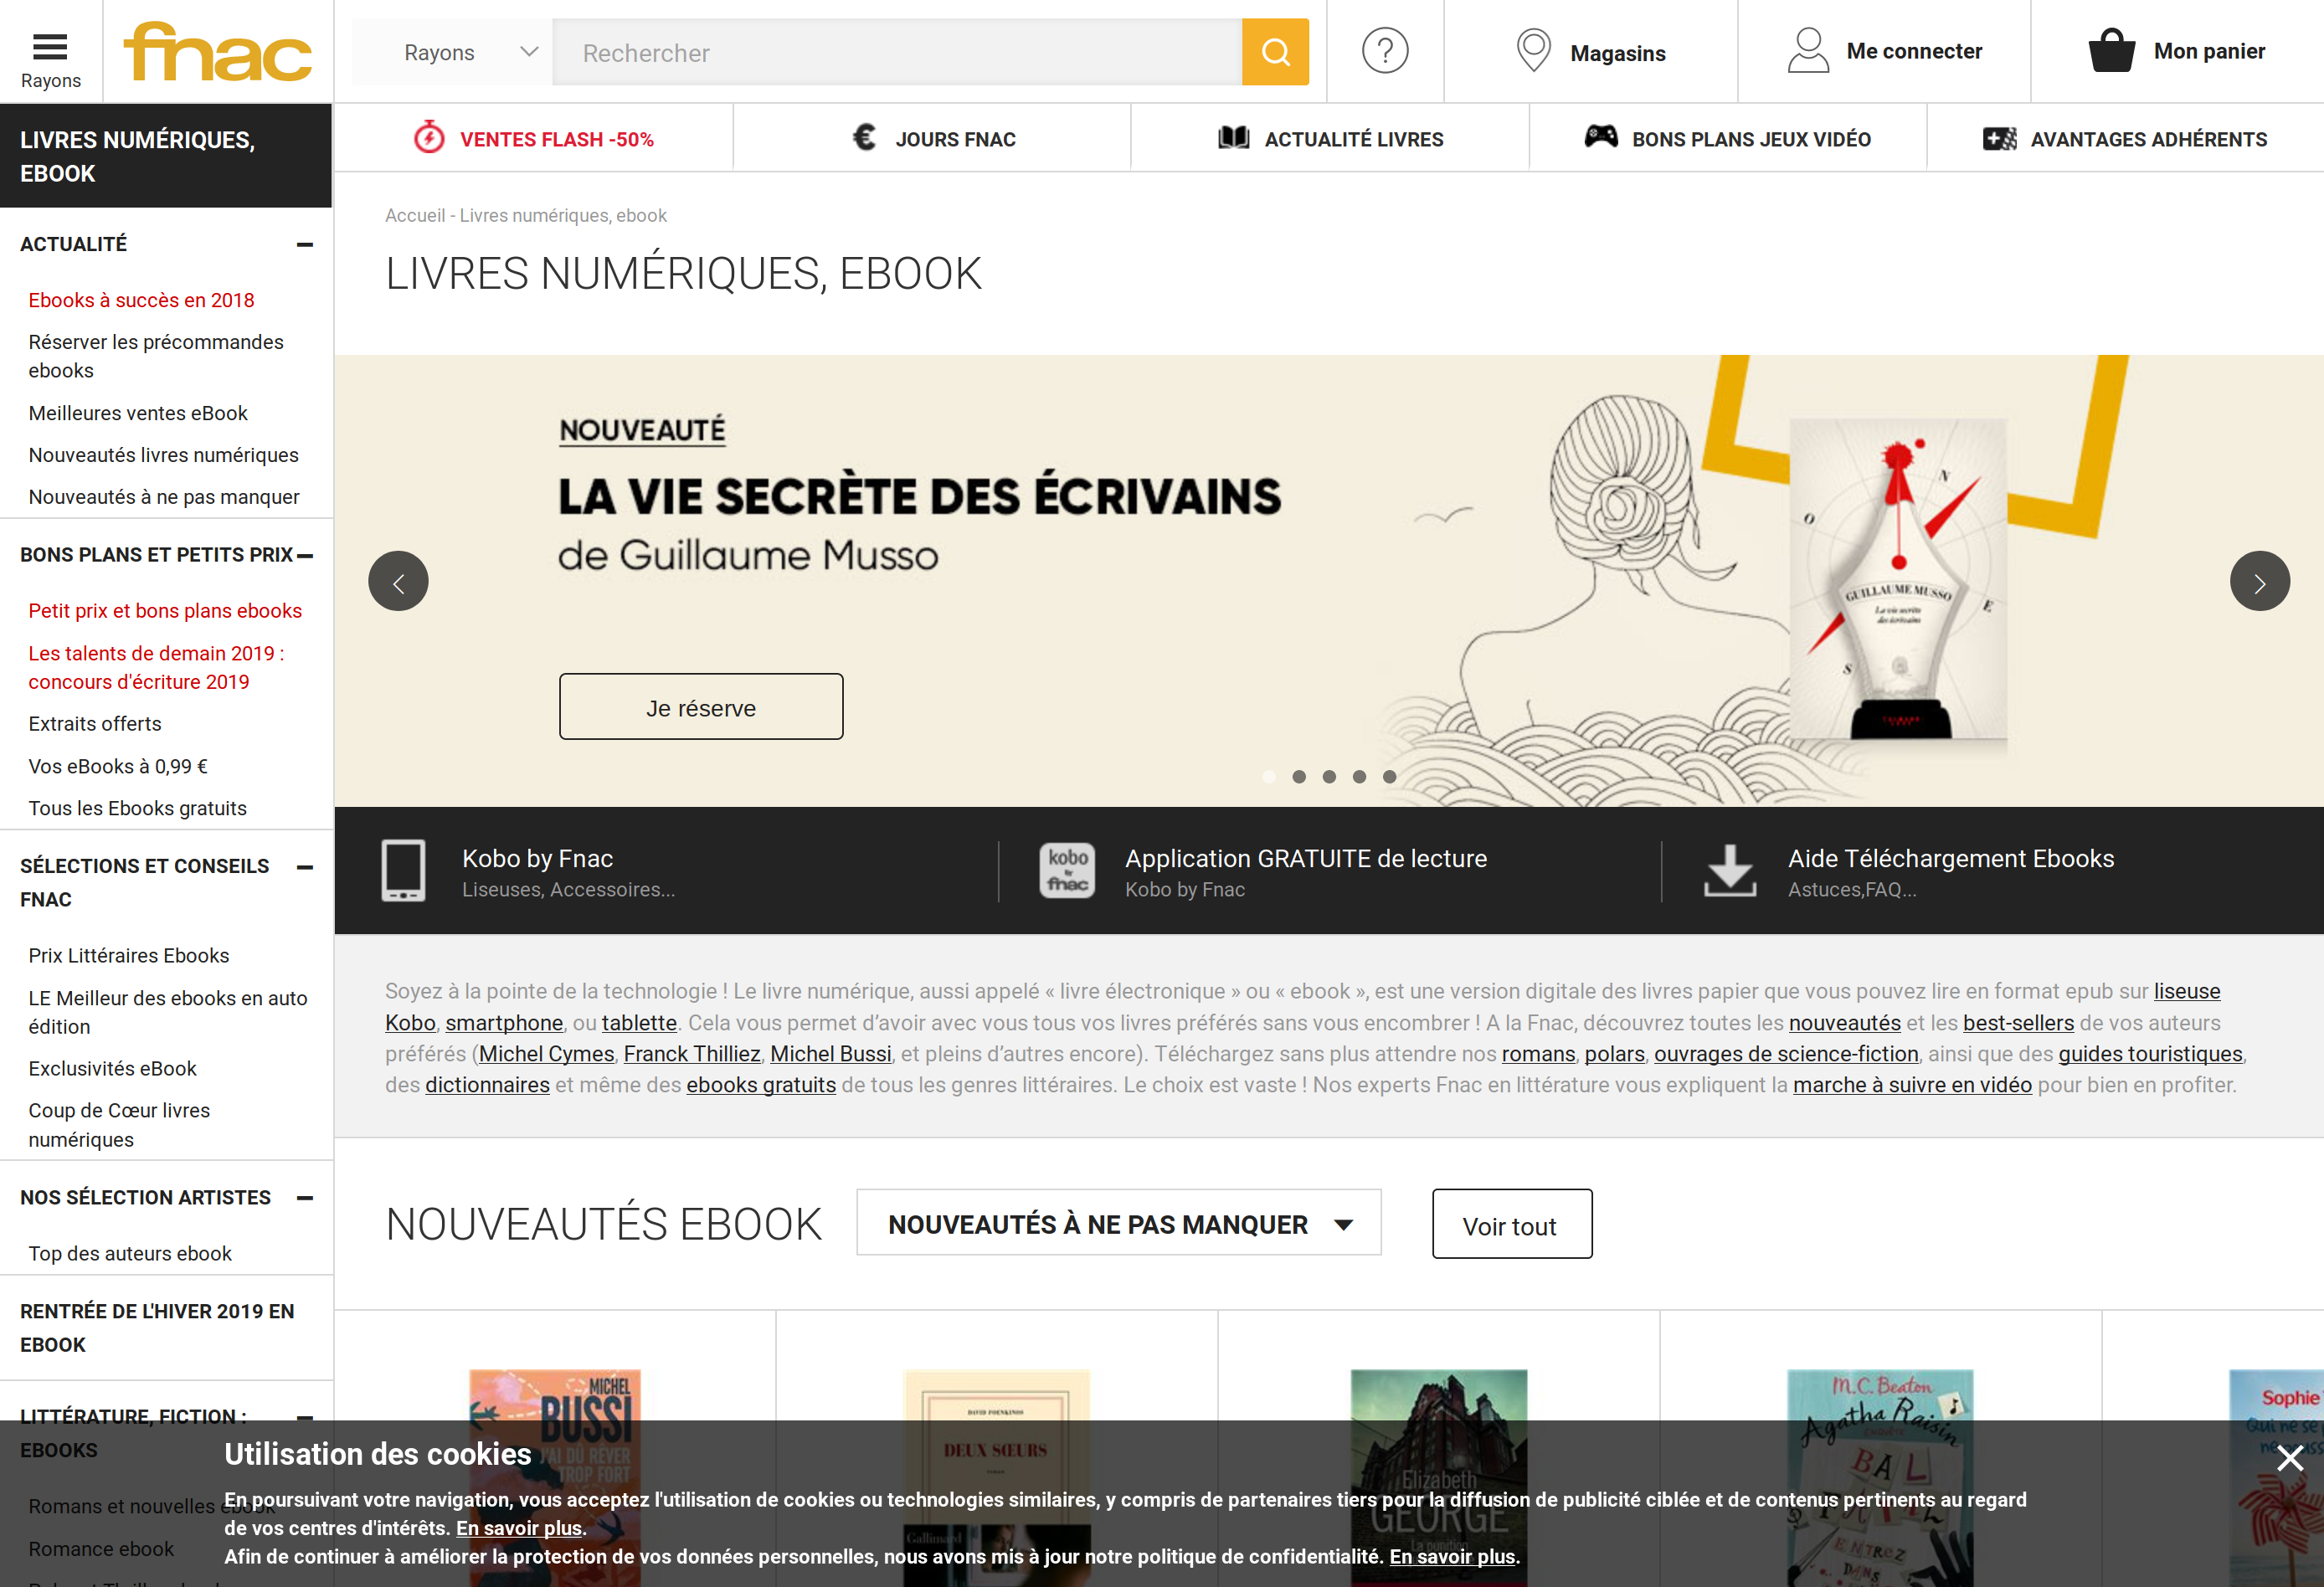 Rayons
fnac
Rayons
Rechercher
?
Magasins
Me connecter
Mon panier
VENTES FLASH -50%
JOURS FNAC
ACTUALITÉ LIVRES
BONS PLANS JEUX VIDÉO
AVANTAGES ADHÉRENTS
LIVRES NUMÉRIQUES,
EBOOK
ACTUALITÉ
Ebooks à succès en 2018
Réserver les précommandes
ebooks
Meilleures ventes eBook
Nouveautés livres numériques
Nouveautés à ne pas manquer
BONS PLANS ET PETITS PRIX
Petit prix et bons plans ebooks
Les talents de demain 2019 :
concours d'écriture 2019
Extraits offerts
Vos eBooks à 0,99 €
Tous les Ebooks gratuits
SÉLECTIONS ET CONSEILS
FNAC
Prix Littéraires Ebooks
LE Meilleur des ebooks en auto
édition
Exclusivités eBook
Coup de Cœur livres
numériques
NOS SÉLECTION ARTISTES
Top des auteurs ebook
RENTRÉE DE L'HIVER 2019 EN
EBOOK
LITTÉRATURE, FICTION :
EBOOKS
Romans et nouvelles ebook
Romance ebook
Accueil - Livres numériques, ebook
LIVRES NUMÉRIQUES, EBOOK
NOUVEAUTÉ
LA VIE SECRÈTE DES ÉCRIVAINS
de Guillaume Musso
Je réserve
N
O
E
S
GUILLAUME MUSSO
La vie secrète
des écrivains
Kobo by Fnac
Liseuses, Accessoires...
kobo
by
fnac
Application GRATUITE de lecture
Kobo by Fnac
Aide Téléchargement Ebooks
Astuces,FAQ...
Soyez à la pointe de la technologie ! Le livre numérique, aussi appelé « livre électronique » ou « ebook », est une version digitale des livres papier que vous pouvez lire en format epub sur liseuse
Kobo, smartphone, ou tablette. Cela vous permet d’avoir avec vous tous vos livres préférés sans vous encombrer ! A la Fnac, découvrez toutes les nouveautés et les best-sellers de vos auteurs
préférés (Michel Cymes, Franck Thilliez, Michel Bussi, et pleins d’autres encore). Téléchargez sans plus attendre nos romans, polars, ouvrages de science-fiction, ainsi que des guides touristiques,
des dictionnaires et même des ebooks gratuits de tous les genres littéraires. Le choix est vaste ! Nos experts Fnac en littérature vous expliquent la marche à suivre en vidéo pour bien en profiter.
NOUVEAUTÉS EBOOK
NOUVEAUTÉS À NE PAS MANQUER
Voir tout
MICHEL
BUSSI
J'AI DÛ RÊVER
TROP FORT
DAVID FOENKINOS
DEUX SŒURS
roman
Gallimard
Elizabeth
GEORGE
La punition
M.C. Beaton
Agatha Raisin
ENQUÊTE
BAL
FATAL
ENTREZ
DANS
Sophie
Qui ne se
Utilisation des cookies
En poursuivant votre navigation, vous acceptez l'utilisation de cookies ou technologies similaires, y compris de partenaires tiers pour la diffusion de publicité ciblée et de contenus pertinents au regard
de vos centres d'intérêts. En savoir plus.
Afin de continuer à améliorer la protection de vos données personnelles, nous avons mis à jour notre politique de confidentialité. En savoir plus.